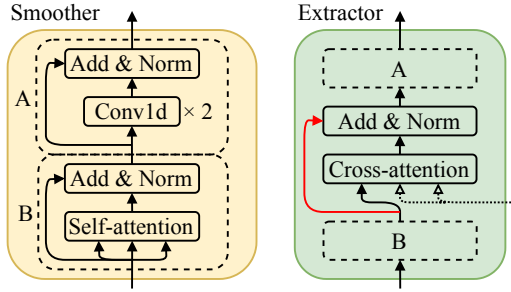 Smoother
Add & Norm
A
Conv1d × 2
Add & Norm
B
Self-attention
Extractor
A
Add & Norm
Cross-attention
B